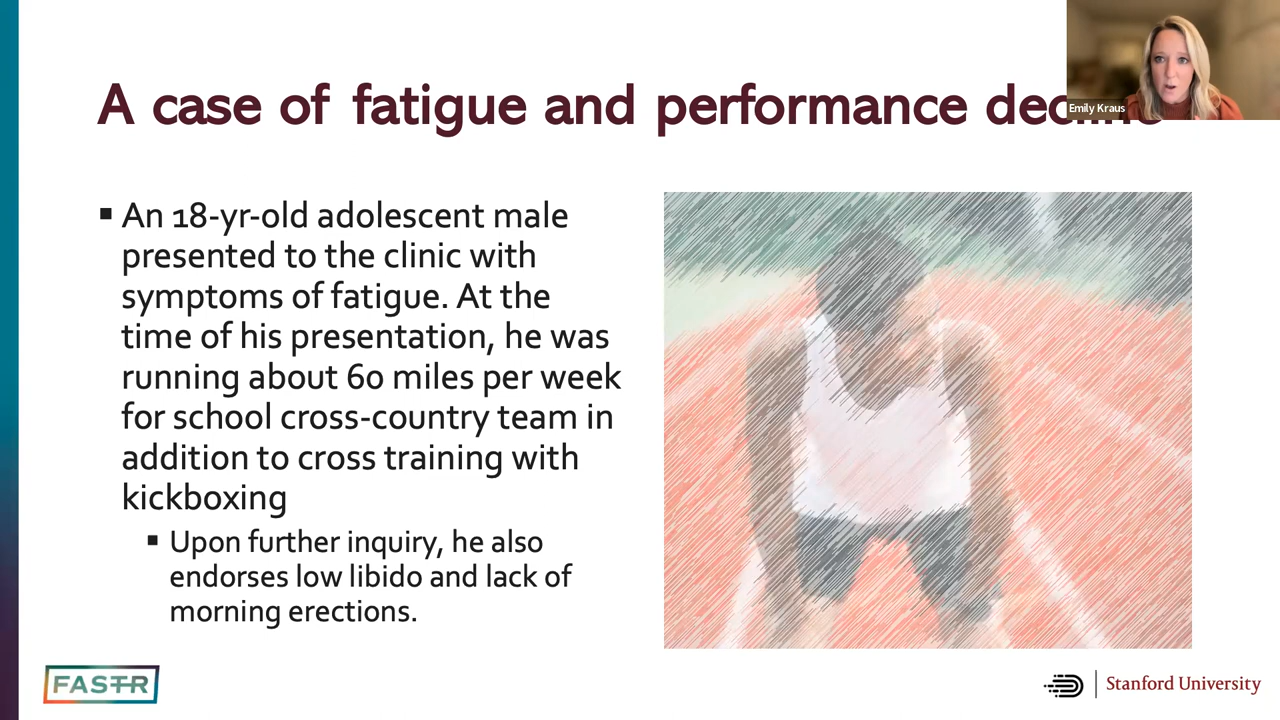 A case of fatigue and performance decline
Emily Kraus
▪ An 18-yr-old adolescent male
presented to the clinic with
symptoms of fatigue. At the
time of his presentation, he was
running about 60 miles per week
for school cross-country team in
addition to cross training with
kickboxing
▪ Upon further inquiry, he also
endorses low libido and lack of
morning erections.
FASTR
Stanford University